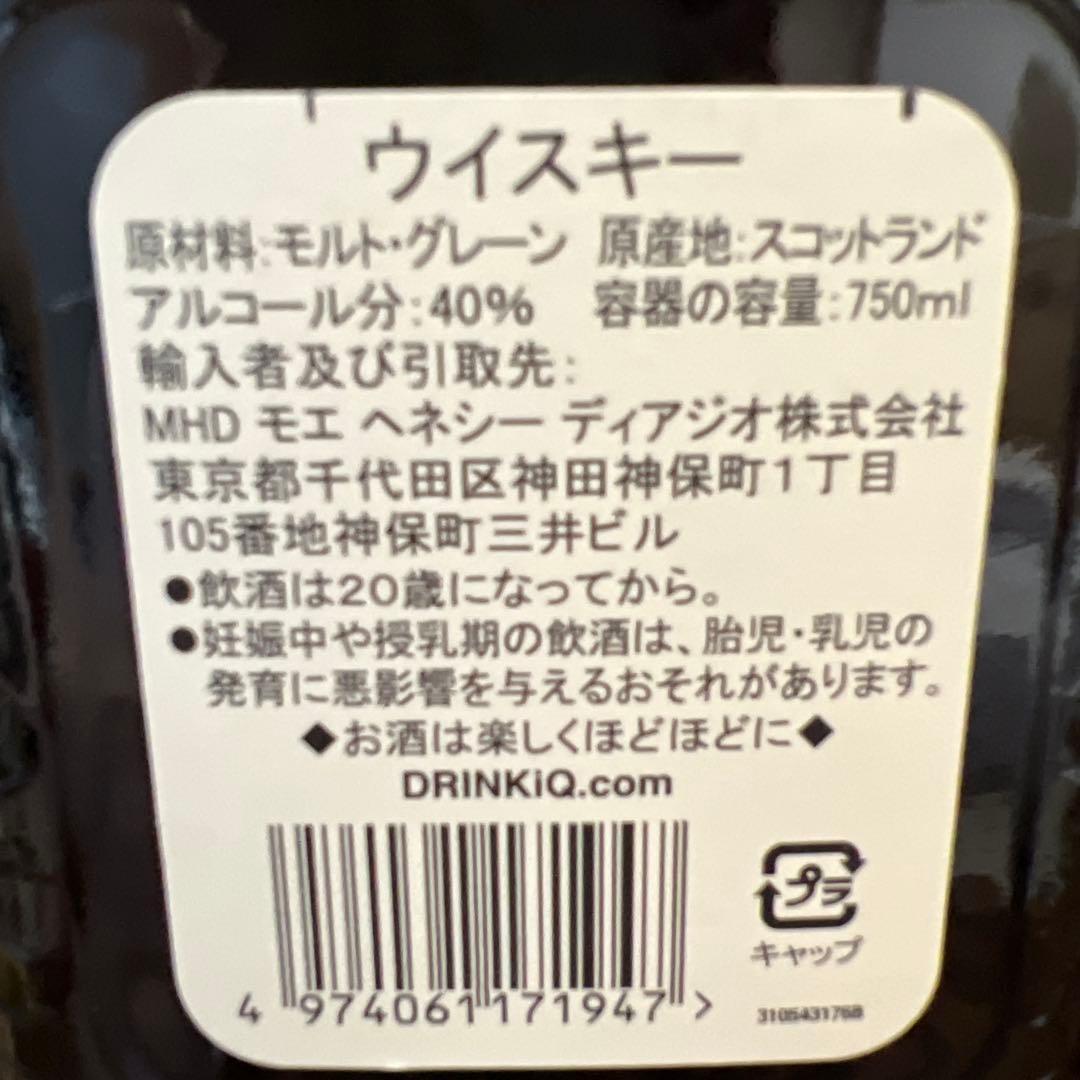 ウイスキー
原材料:モルト・グレーン 原産地:スコットランド
アルコール分:40% 容器の容量:750ml
輸入者及び引取先:
MHD モエ ヘネシー ディアジオ株式会社
東京都千代田区神田神保町1丁目
105番地神保町三井ビル
●飲酒は20歳になってから。
●妊娠中や授乳期の飲酒は、胎児・乳児の
発育に悪影響を与えるおそれがあります。
◆お酒は楽しくほどほどに◆
DRINKiQ.com
プラ
キャップ
4 974061171947 >
3105431768